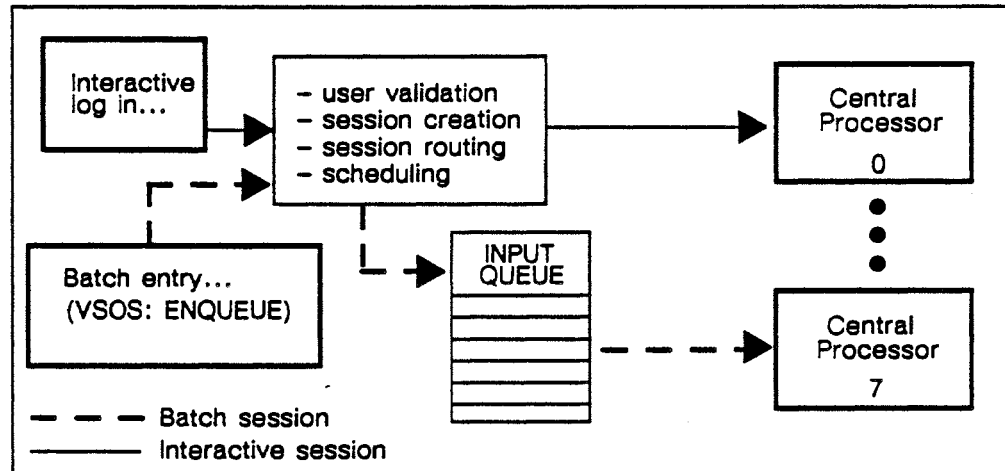 Interactive
log in...
- user validation
- session creation
- session routing
- scheduling
Central
Processor
0
Batch entry...
(VSOS: ENQUEUE)
INPUT
QUEUE
Central
Processor
7
Batch session
Interactive session